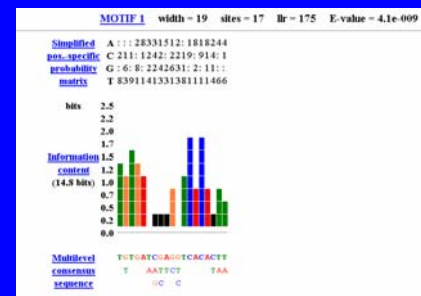 MOTIF 1 width = 19 sites = 17 llr = 175 E-value = 4.1e-009
Simplified A : : : 28331512: 1818244
pos.-specific C 211: 1242: 2219: 914: 1
probability G : 6: 8: 2242631: 2: 11: :
matrix T 8391141331381111466
bits 2.5
2.2
2.0
1.7
Information 1.5
content 1.2
(14.8 bits) 1.0
0.7
0.5
0.2
0.0
Multilevel TGTGATCGAGGTCACACTT
consensus T AATTCT TAA
sequence GC C